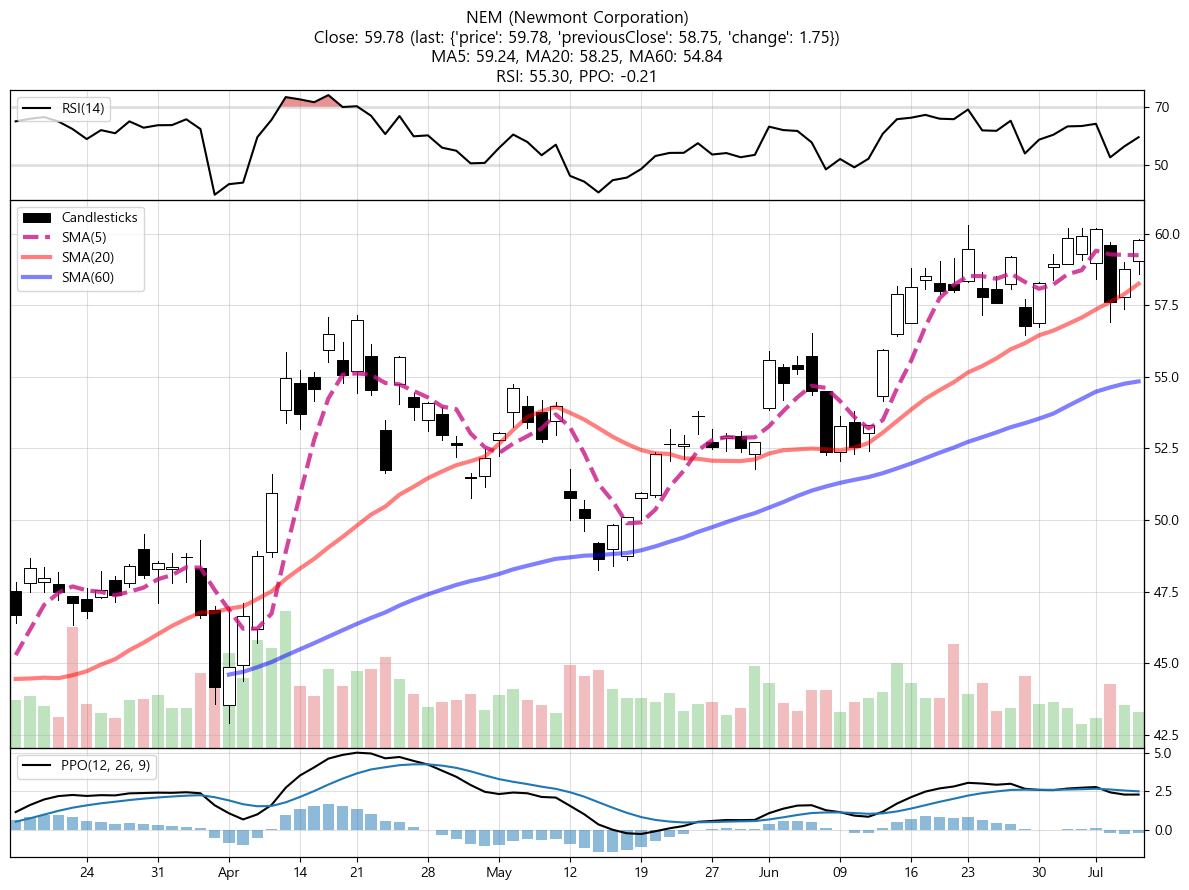 NEM (Newmont Corporation)
Close: 59.78 (last: {'price': 59.78, 'previousClose': 58.75, 'change': 1.75})
MA5: 59.24, MA20: 58.25, MA60: 54.84
RSI: 55.30, PPO: -0.21
RSI(14)
70
50
Candlesticks
SMA(5)
SMA(20)
SMA(60)
60.0
57.5
55.0
52.5
50.0
47.5
45.0
42.5
PPO(12, 26, 9)
5.0
2.5
0.0
24 31 Apr 14 21 28 May 12 19 27 Jun 09 16 23 30 Jul